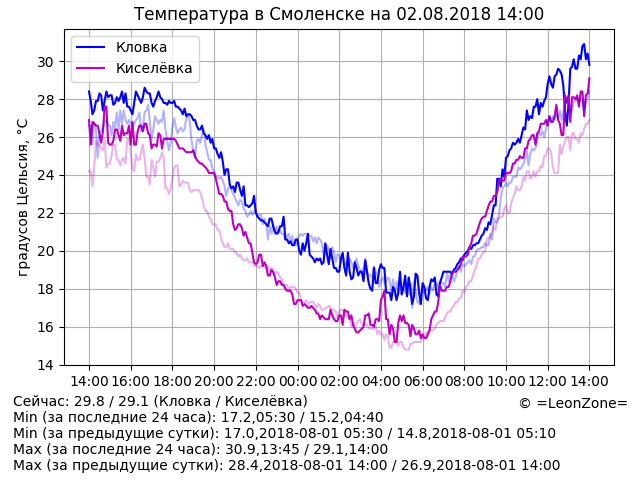 Температура в Смоленске на 02.08.2018 14:00
Кловка
Киселёвка
градусов Цельсия, °C
30
28
26
24
22
20
18
16
14
14:00 16:00 18:00 20:00 22:00 00:00 02:00 04:00 06:00 08:00 10:00 12:00 14:00
Сейчас: 29.8 / 29.1 (Кловка / Киселёвка)
© =LeonZone=
Min (за последние 24 часа): 17.2,05:30 / 15.2,04:40
Min (за предыдущие сутки): 17.0,2018-08-01 05:30 / 14.8,2018-08-01 05:10
Max (за последние 24 часа): 30.9,13:45 / 29.1,14:00
Max (за предыдущие сутки): 28.4,2018-08-01 14:00 / 26.9,2018-08-01 14:00